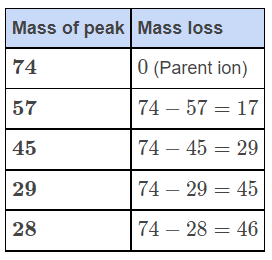 Mass of peak Mass loss
74 0 (Parent ion)
57 74 − 57 = 17
45 74 − 45 = 29
29 74 − 29 = 45
28 74 − 28 = 46